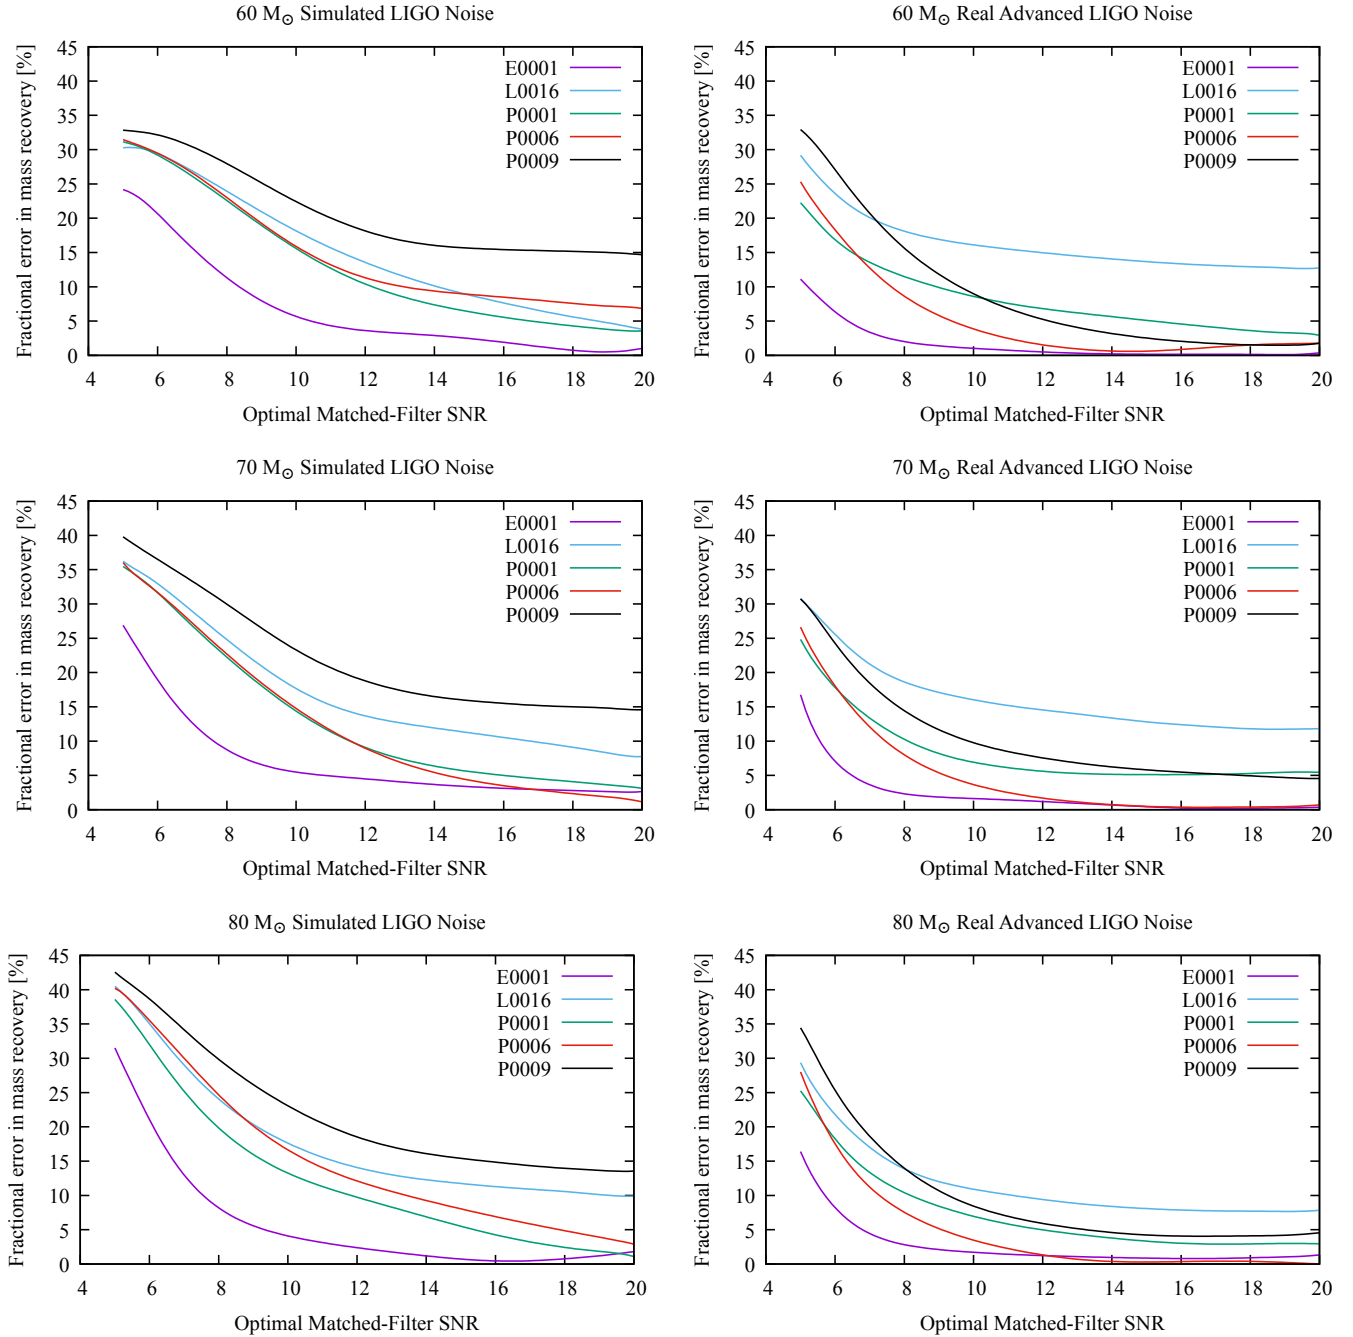 60 M⊙ Simulated LIGO Noise
Fractional error in mass recovery [%]
45
40
35
30
25
20
15
10
5
0
E0001
L0016
P0001
P0006
P0009
4 6 8 10 12 14 16 18 20
Optimal Matched-Filter SNR
60 M⊙ Real Advanced LIGO Noise
Fractional error in mass recovery [%]
45
40
35
30
25
20
15
10
5
0
E0001
L0016
P0001
P0006
P0009
4 6 8 10 12 14 16 18 20
Optimal Matched-Filter SNR
70 M⊙ Simulated LIGO Noise
Fractional error in mass recovery [%]
45
40
35
30
25
20
15
10
5
0
E0001
L0016
P0001
P0006
P0009
4 6 8 10 12 14 16 18 20
Optimal Matched-Filter SNR
70 M⊙ Real Advanced LIGO Noise
Fractional error in mass recovery [%]
45
40
35
30
25
20
15
10
5
0
E0001
L0016
P0001
P0006
P0009
4 6 8 10 12 14 16 18 20
Optimal Matched-Filter SNR
80 M⊙ Simulated LIGO Noise
Fractional error in mass recovery [%]
45
40
35
30
25
20
15
10
5
0
E0001
L0016
P0001
P0006
P0009
4 6 8 10 12 14 16 18 20
Optimal Matched-Filter SNR
80 M⊙ Real Advanced LIGO Noise
Fractional error in mass recovery [%]
45
40
35
30
25
20
15
10
5
0
E0001
L0016
P0001
P0006
P0009
4 6 8 10 12 14 16 18 20
Optimal Matched-Filter SNR